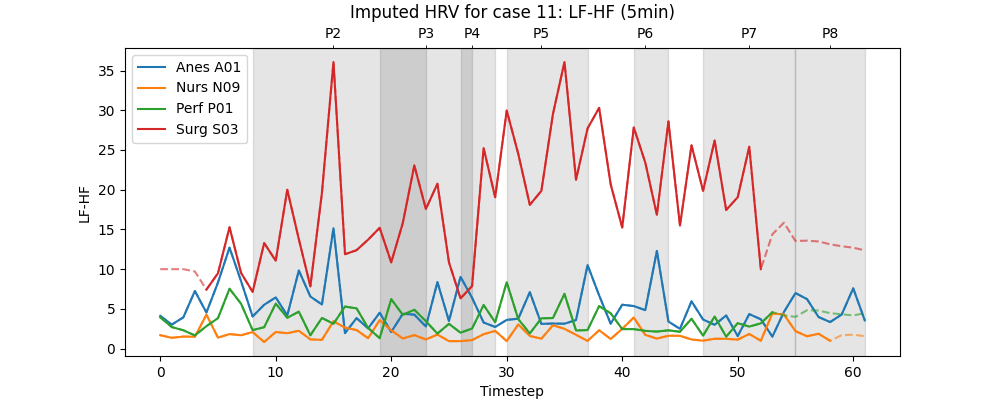 Imputed HRV for case 11: LF-HF (5min)
P2 P3 P4 P5 P6 P7 P8
Anes A01
Nurs N09
Perf P01
Surg S03
35
30
25
20
15
10
5
0
LF-HF
0 10 20 30 40 50 60
Timestep